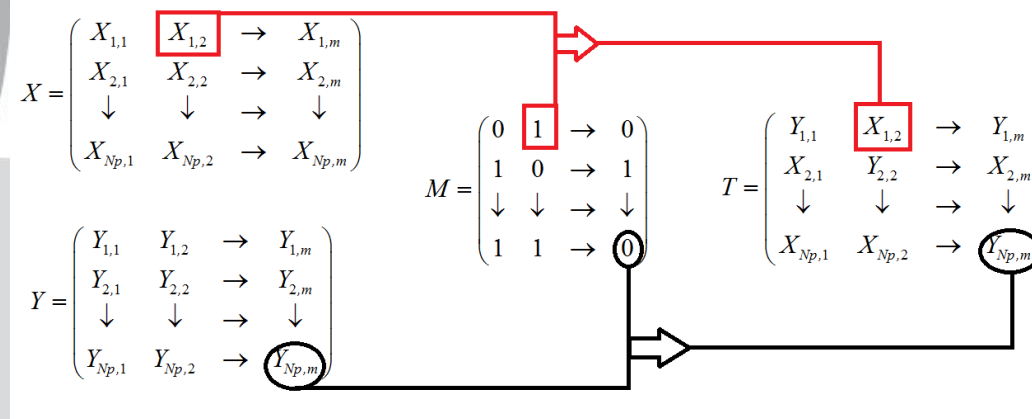 X = ( X1,1 X1,2 → X1,m
X2,1 X2,2 → X2,m
↓ ↓ → ↓
XNp,1 XNp,2 → XNp,m )
Y = ( Y1,1 Y1,2 → Y1,m
Y2,1 Y2,2 → Y2,m
↓ ↓ → ↓
YNp,1 YNp,2 → YNp,m )
M = ( 0 1 → 0
1 0 → 1
↓ ↓ → ↓
1 1 → 0 )
T = ( Y1,1 X1,2 → Y1,m
X2,1 Y2,2 → X2,m
↓ ↓ → ↓
XNp,1 XNp,2 → YNp,m